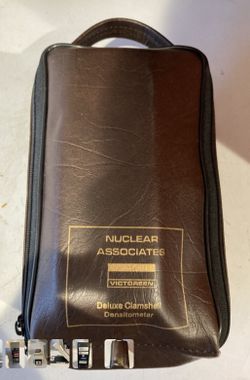 NUCLEAR
ASSOCIATES
VICTOREEN
Deluxe Clamshell
Densitometer